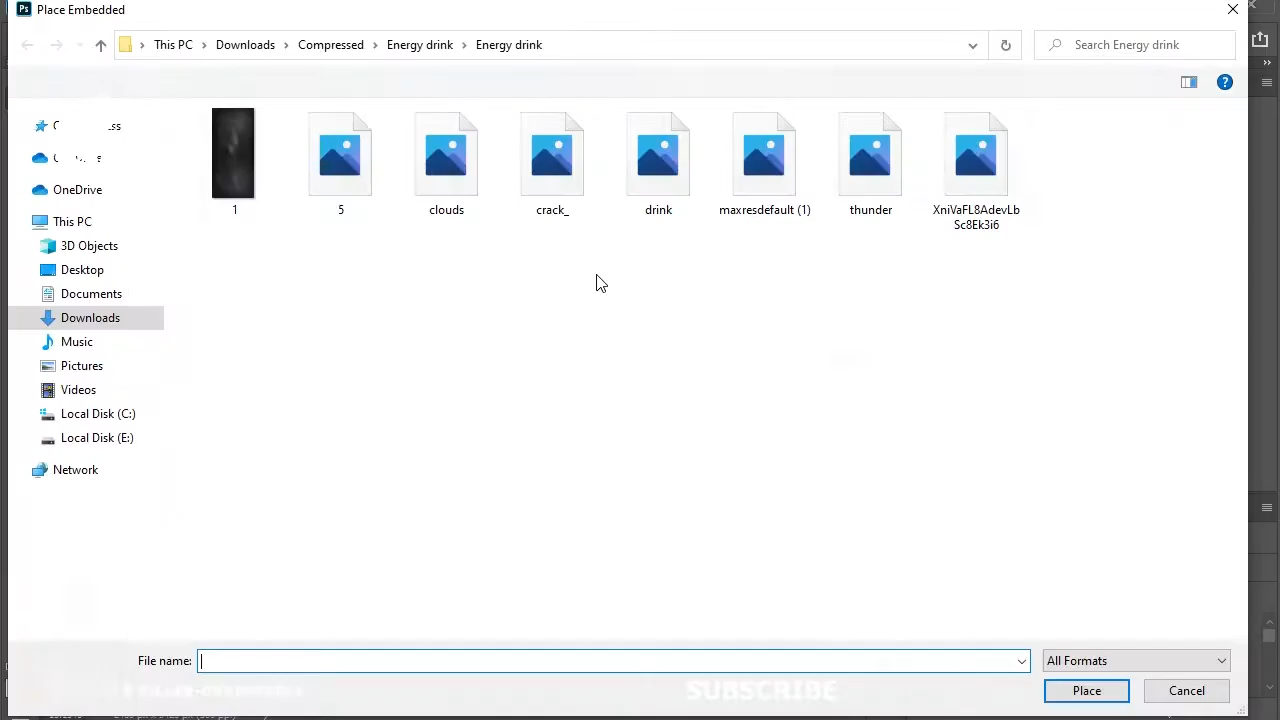 Place Embedded
This PC > Downloads > Compressed > Energy drink > Energy drink
Search Energy drink
OneDrive
This PC
3D Objects
Desktop
Documents
Downloads
Music
Pictures
Videos
Local Disk (C:)
Local Disk (E:)
Network
1
5
clouds
crack_
drink
maxresdefault (1)
thunder
XniVaFL8AdevLb
Sc8Ek3i6
File name:
All Formats
Place
Cancel
SUBSCRIBE